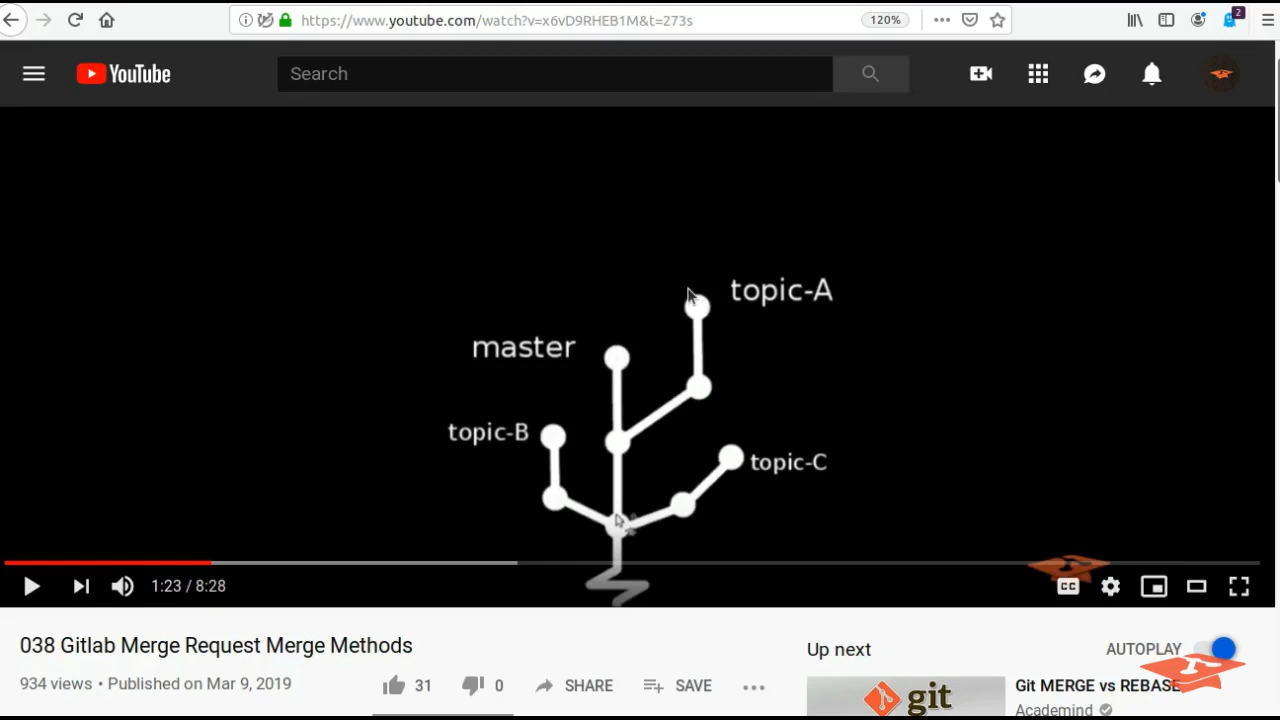 https://www.youtube.com/watch?v=x6vD9RHEB1M&t=273s
120%
2
YouTube
Search
topic-A
master
topic-B
topic-C
1:23 / 8:28
CC
038 Gitlab Merge Request Merge Methods
934 views • Published on Mar 9, 2019
31
0
SHARE
SAVE
Up next
AUTOPLAY
git
Git MERGE vs REBASE
Academind